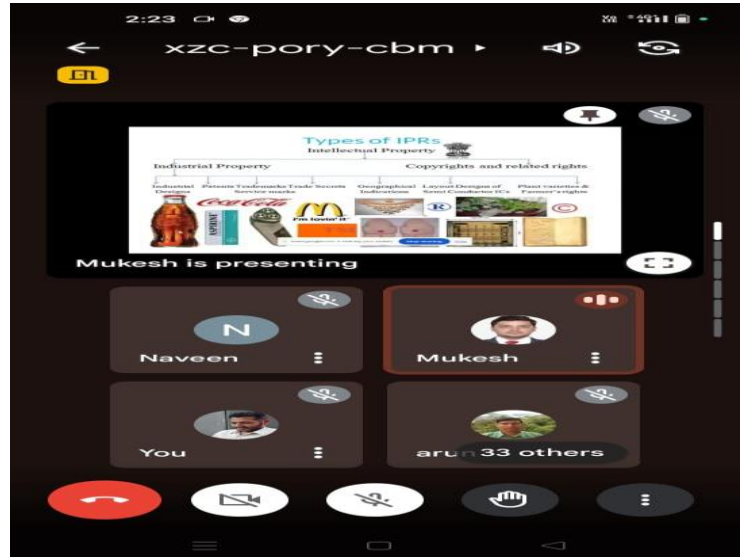 2:23
xzc-pory-cbm
Types of IPRs
Intellectual Property
Industrial Property
Copyrights and related rights
Industrial Designs
Patents
Trademarks Service marks
Trade Secrets
Geographical Indications
Layout Designs of Semi Conductor ICs
Plant varieties & Farmer's rights
Coca-Cola
ASPIRINE
i'm lovin' it
®
©
Mukesh is presenting
N
Naveen
Mukesh
You
arun
33 others